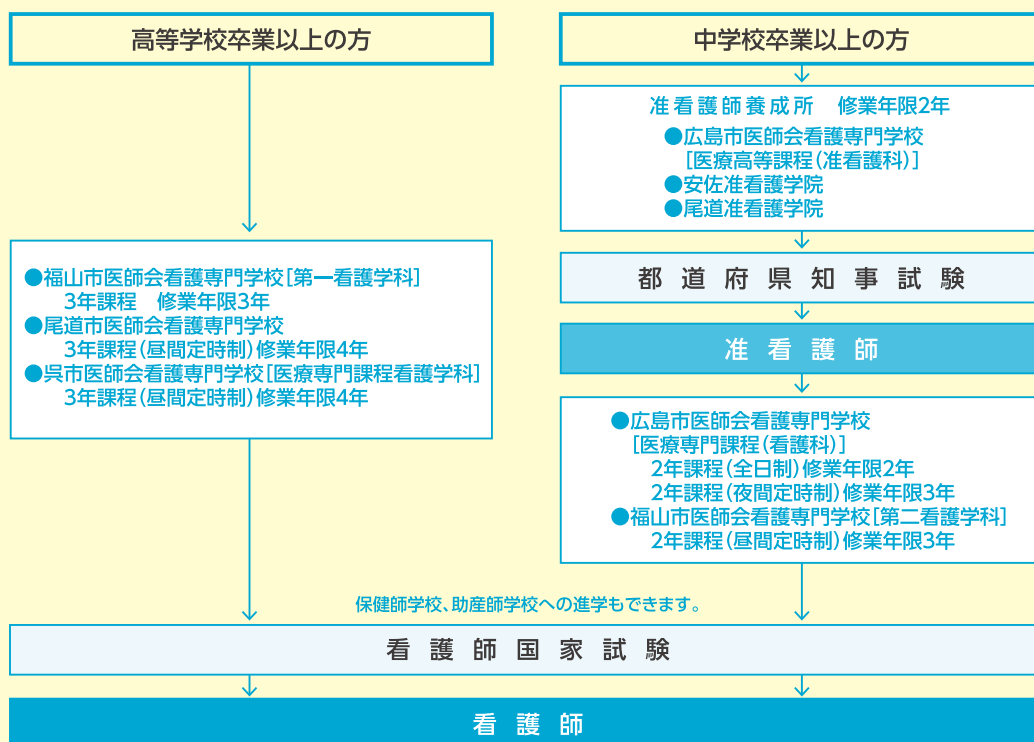 高等学校卒業以上の方
●福山市医師会看護専門学校[第一看護学科]
3年課程　修業年限3年
●尾道市医師会看護専門学校
3年課程(昼間定時制)修業年限4年
●呉市医師会看護専門学校[医療専門課程看護学科]
3年課程(昼間定時制)修業年限4年
中学校卒業以上の方
准看護師養成所　修業年限2年
●広島市医師会看護専門学校
[医療高等課程(准看護科)]
●安佐准看護学院
●尾道准看護学院
都道府県知事試験
准看護師
●広島市医師会看護専門学校
[医療専門課程(看護科)]
2年課程(全日制)修業年限2年
2年課程(夜間定時制)修業年限3年
●福山市医師会看護専門学校[第二看護学科]
2年課程(昼間定時制)修業年限3年
保健師学校、助産師学校への進学もできます。
看護師国家試験
看護師